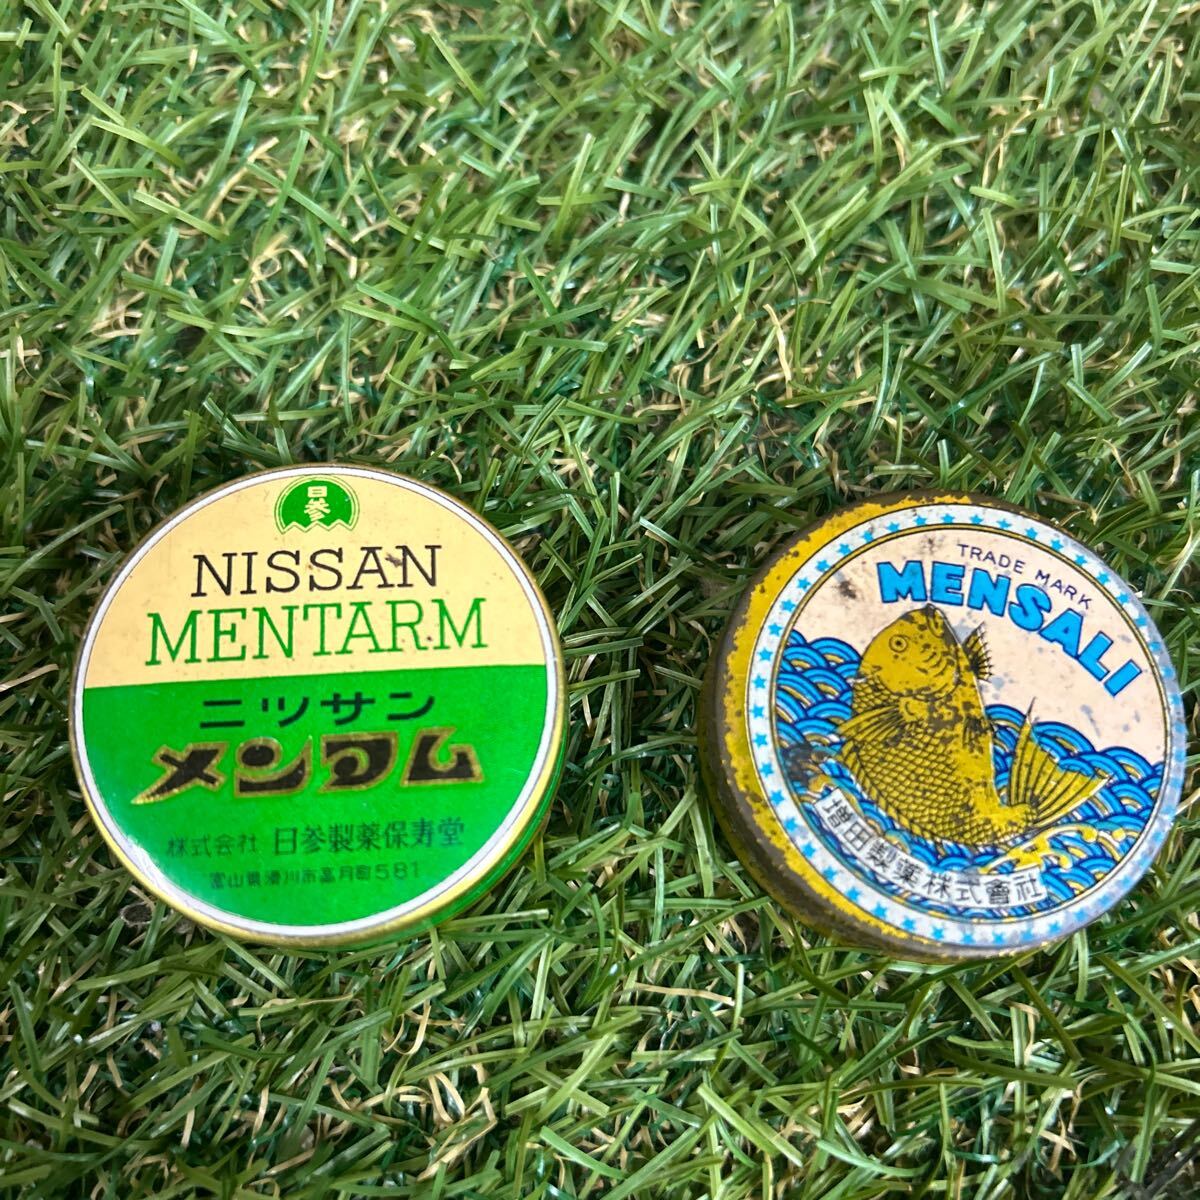 日参
NISSAN
MENTARM
ニツサン
メンタム
株式会社 日参製薬保寿堂
富山県滑川市高月町581
TRADE MARK
MENSALI
増田製薬株式會社